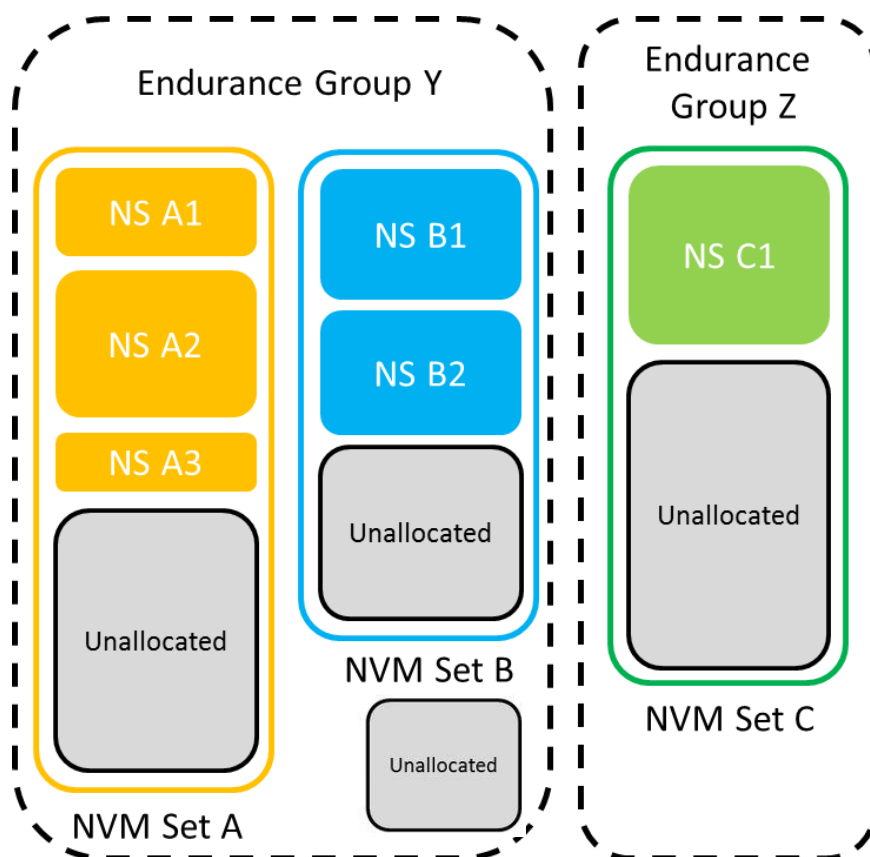 Endurance Group Y
NS A1
NS A2
NS A3
Unallocated
NVM Set A
NS B1
NS B2
Unallocated
NVM Set B
Unallocated
Endurance
Group Z
NS C1
Unallocated
NVM Set C